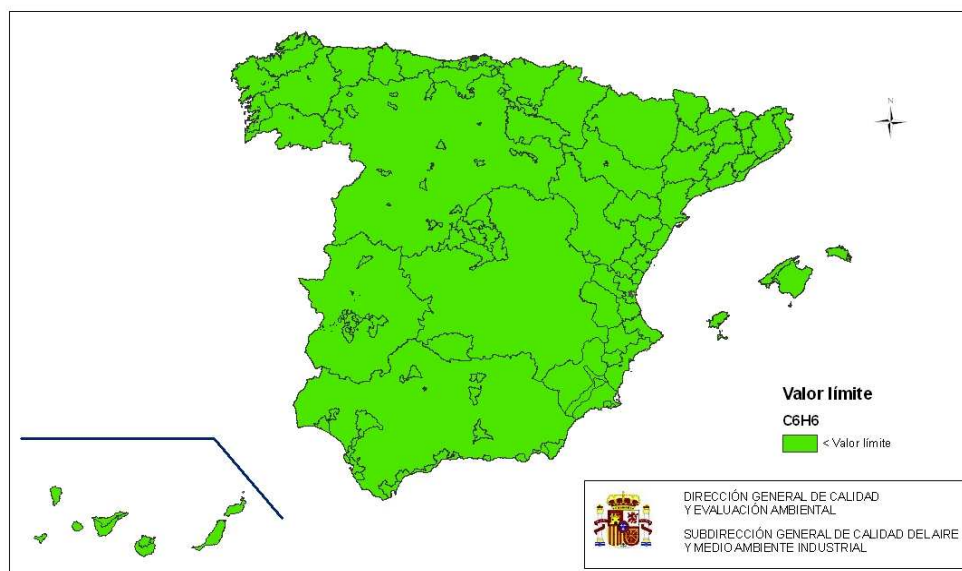 N
Valor límite
C6H6
< Valor límite
DIRECCIÓN GENERAL DE CALIDAD
Y EVALUACIÓN AMBIENTAL
SUBDIRECCIÓN GENERAL DE CALIDAD DEL AIRE
Y MEDIO AMBIENTE INDUSTRIAL